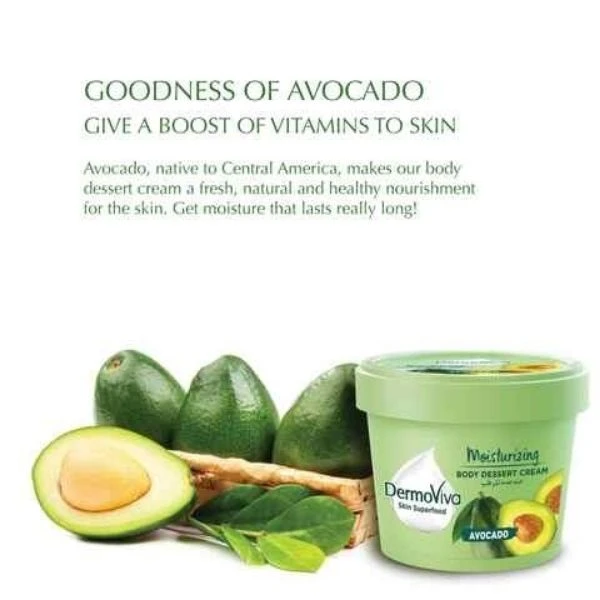 GOODNESS OF AVOCADO
GIVE A BOOST OF VITAMINS TO SKIN
Avocado, native to Central America, makes our body
dessert cream a fresh, natural and healthy nourishment
for the skin. Get moisture that lasts really long!
Moisturizing
BODY DESSERT CREAM
DermoViva
Skin Superfood
AVOCADO